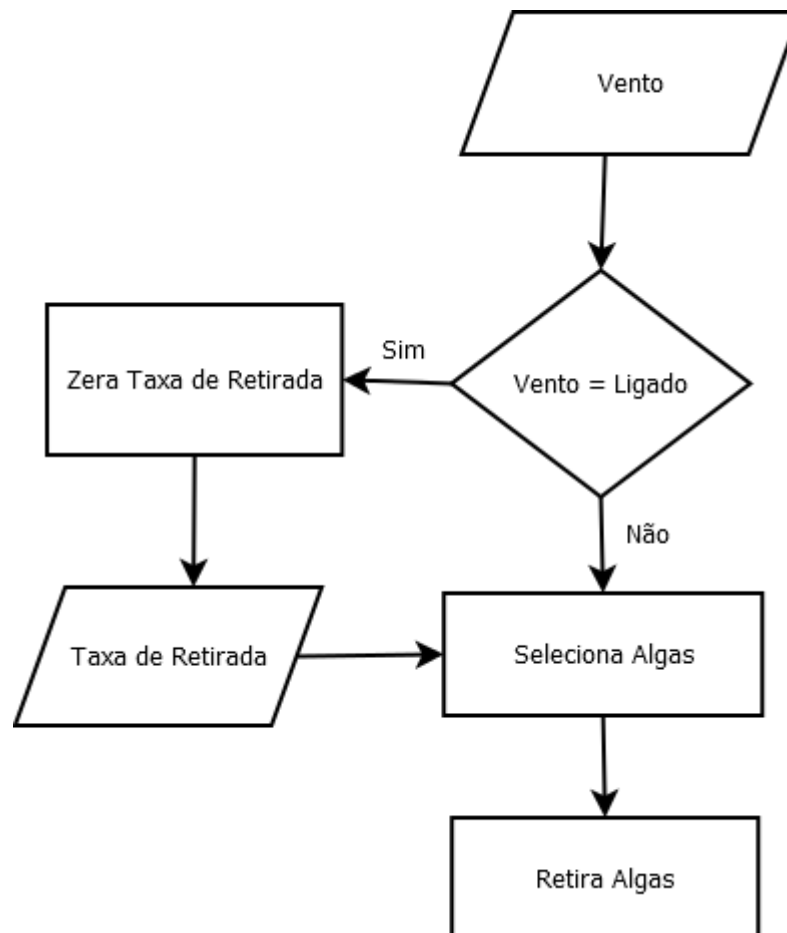 Vento
Sim
Zera Taxa de Retirada
Vento = Ligado
Não
Taxa de Retirada
Seleciona Algas
Retira Algas